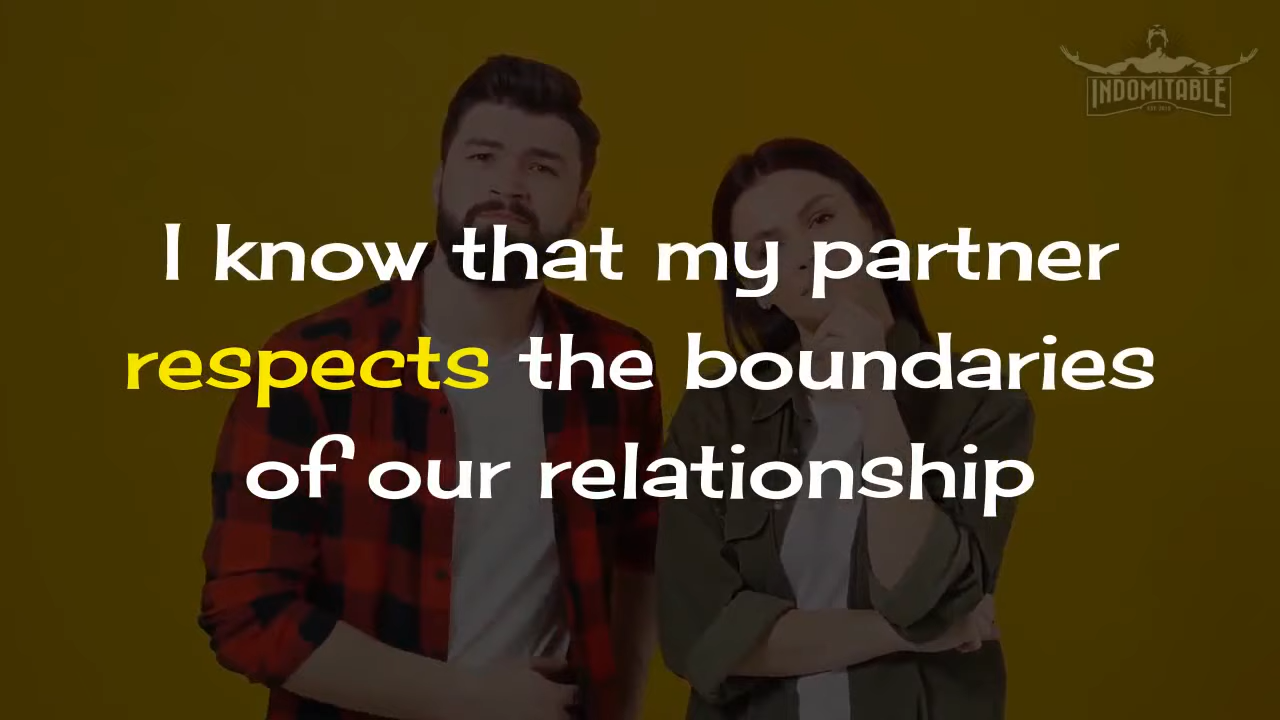 INDOMITABLE
I know that my partner
respects the boundaries
of our relationship